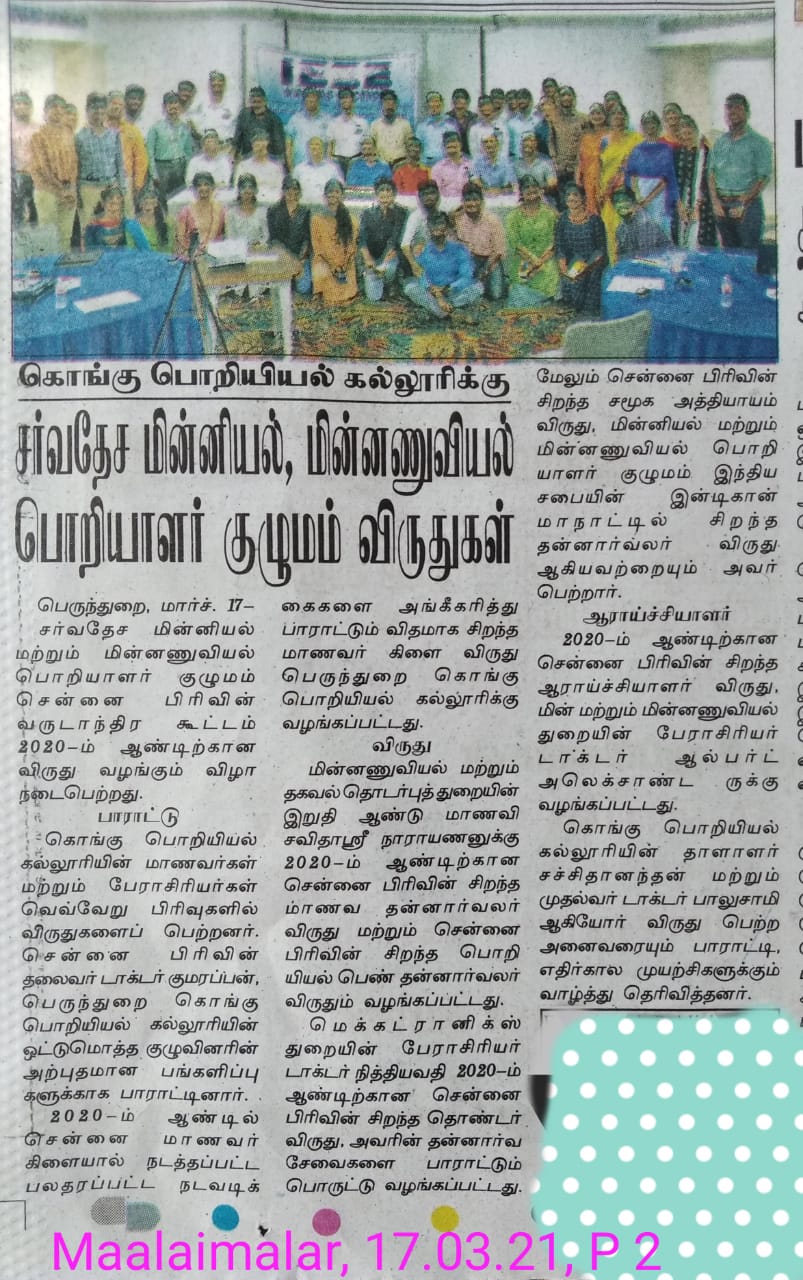 கொங்கு பொறியியல் கல்லூரிக்கு
சர்வதேச மின்னியல், மின்னணுவியல்
பொறியாளர் குழுமம் விருதுகள்
பெருந்துறை, மார்ச். 17–
சர்வதேச மின்னியல்
மற்றும் மின்னணுவியல்
பொறியாளர் குழுமம்
சென்னை பிரிவின்
வருடாந்திர கூட்டம்
2020–ம் ஆண்டிற்கான
விருது வழங்கும் விழா
நடைபெற்றது.
பாராட்டு
கொங்கு பொறியியல்
கல்லூரியின் மாணவர்கள்
மற்றும் பேராசிரியர்கள்
வெவ்வேறு பிரிவுகளில்
விருதுகளைப் பெற்றனர்.
சென்னை பிரிவின்
தலைவர் டாக்டர் குமரப்பன்,
பெருந்துறை கொங்கு
பொறியியல் கல்லூரியின்
ஒட்டுமொத்த குழுவினரின்
அற்புதமான பங்களிப்பு
களுக்காக பாராட்டினார்.
2020–ம் ஆண்டில்
சென்னை மாணவர்
கிளையால் நடத்தப்பட்ட
பலதரப்பட்ட நடவடிக்
கைகளை அங்கீகரித்து
பாராட்டும் விதமாக சிறந்த
மாணவர் கிளை விருது
பெருந்துறை கொங்கு
பொறியியல் கல்லூரிக்கு
வழங்கப்பட்டது.
விருது
மின்னணுவியல் மற்றும்
தகவல் தொடர்புத் துறையின்
இறுதி ஆண்டு மாணவி
சவிதாஸ்ரீ நாராயணனுக்கு
2020–ம் ஆண்டிற்கான
சென்னை பிரிவின் சிறந்த
மாணவ தன்னார்வலர்
விருது மற்றும் சென்னை
பிரிவின் சிறந்த பொறி
யியல் பெண் தன்னார்வலர்
விருதும் வழங்கப்பட்டது.
மெக்கட்ரானிக்ஸ்
துறையின் பேராசிரியர்
டாக்டர் நித்தியவதி 2020–ம்
ஆண்டிற்கான சென்னை
பிரிவின் சிறந்த தொண்டர்
விருது, அவரின் தன்னார்வ
சேவைகளை பாராட்டும்
பொருட்டு வழங்கப்பட்டது.
மேலும் சென்னை பிரிவின்
சிறந்த சமூக அத்தியாயம்
விருது, மின்னியல் மற்றும்
மின்னணுவியல் பொறி
யாளர் குழுமம் இந்திய
சபையின் இன்டிகான்
மாநாட்டில் சிறந்த
தன்னார்வலர் விருது
ஆகியவற்றையும் அவர்
பெற்றார்.
ஆராய்ச்சியாளர்
2020–ம் ஆண்டிற்கான
சென்னை பிரிவின் சிறந்த
ஆராய்ச்சியாளர் விருது,
மின் மற்றும் மின்னணுவியல்
துறையின் பேராசிரியர்
டாக்டர் ஆல்பர்ட்
அலெக்சாண்ட ருக்கு
வழங்கப்பட்டது.
கொங்கு பொறியியல்
கல்லூரியின் தாளாளர்
சச்சிதானந்தன் மற்றும்
முதல்வர் டாக்டர் பாலுசாமி
ஆகியோர் விருது பெற்ற
அனைவரையும் பாராட்டி,
எதிர்கால முயற்சிகளுக்கும்
வாழ்த்து தெரிவித்தனர்.
Maalaimalar, 17.03.21, P 2